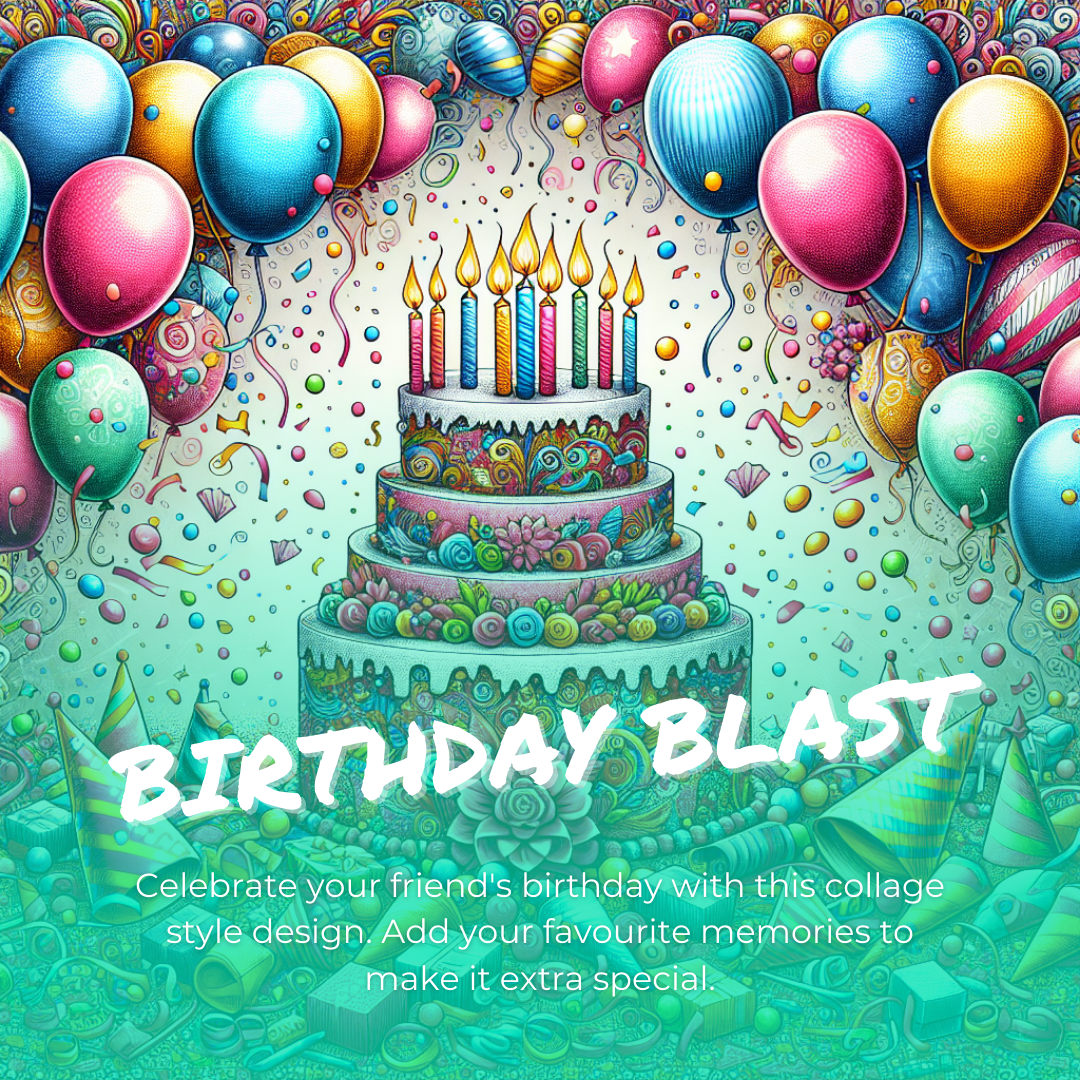 BIRTHDAY BLAST
Celebrate your friend's birthday with this collage
style design. Add your favourite memories to
make it extra special.